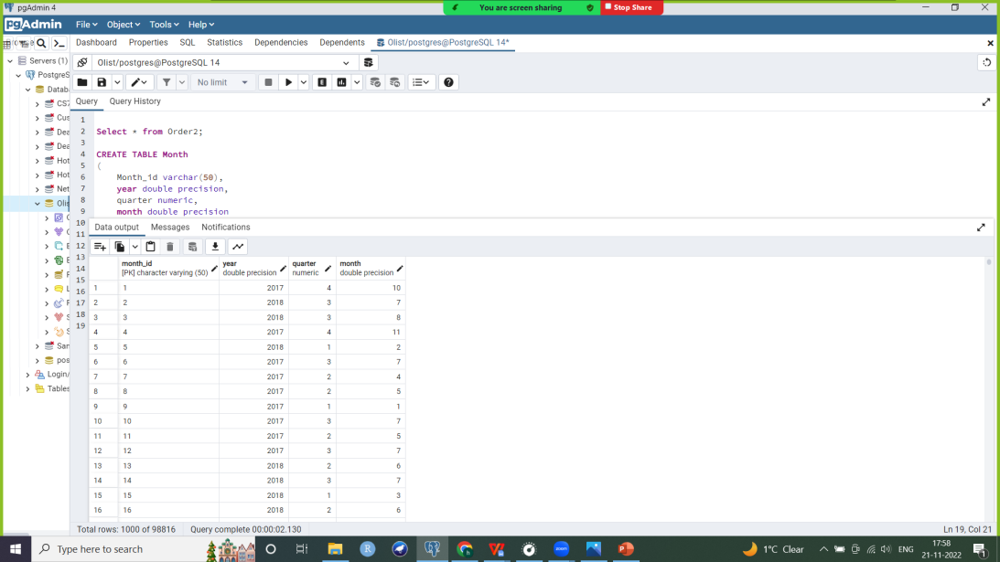 pgAdmin 4
You are screen sharing
Stop Share
pgAdmin File Object Tools Help
Dashboard Properties SQL Statistics Dependencies Dependents Olist/postgres@PostgreSQL 14*
Servers (1)
PostgreS
Databa
CS7
Cus
Dea
Dea
Hot
Hot
Net
Olis
San
pos
Login/
Tables
Olist/postgres@PostgreSQL 14
No limit
Query Query History
1
2 Select * from Order2;
3
4 CREATE TABLE Month
5 (
6 Month_id varchar(50),
7 year double precision,
8 quarter numeric,
9 month double precision
10
11
12
13
14
15
16
17
18
19
Data output Messages Notifications
month_id year quarter month
[PK] character varying (50) double precision numeric double precision
1 1 2017 4 10
2 2 2018 3 7
3 3 2018 3 8
4 4 2017 4 11
5 5 2018 1 2
6 6 2017 3 7
7 7 2017 2 4
8 8 2017 2 5
9 9 2017 1 1
10 10 2017 3 7
11 11 2017 2 5
12 12 2017 3 7
13 13 2018 2 6
14 14 2018 3 7
15 15 2018 1 3
16 16 2018 2 6
Total rows: 1000 of 98816 Query complete 00:00:02.130 Ln 19, Col 21
Type here to search
1°C Clear
ENG
17:58
21-11-2022